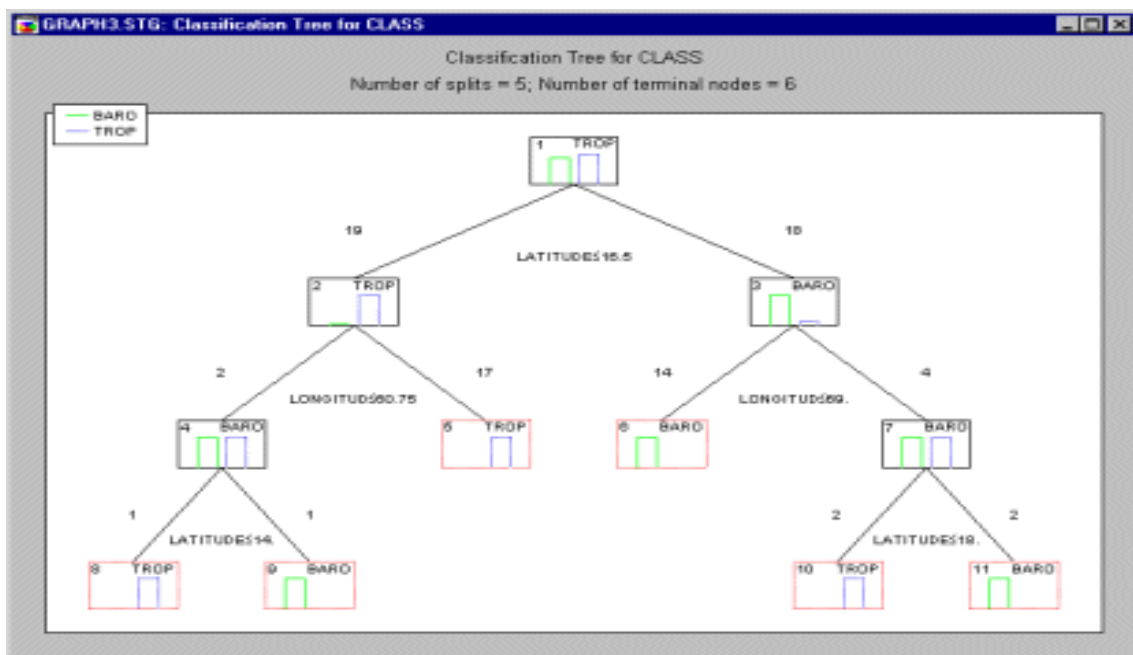 GRAPH3.STG: Classification Tree for CLASS
Classification Tree for CLASS
Number of splits = 5; Number of terminal nodes = 6
BARO
TROP
1 TROP
19 18
LATITUDE≤16.5
2 TROP
3 BARO
2 17 14 4
LONGITUD≤60.75
LONGITUD≤69.
4 BARO
5 TROP
6 BARO
7 BARO
1 1 2 2
LATITUDE≤14.
LATITUDE≤18.
8 TROP
9 BARO
10 TROP
11 BARO